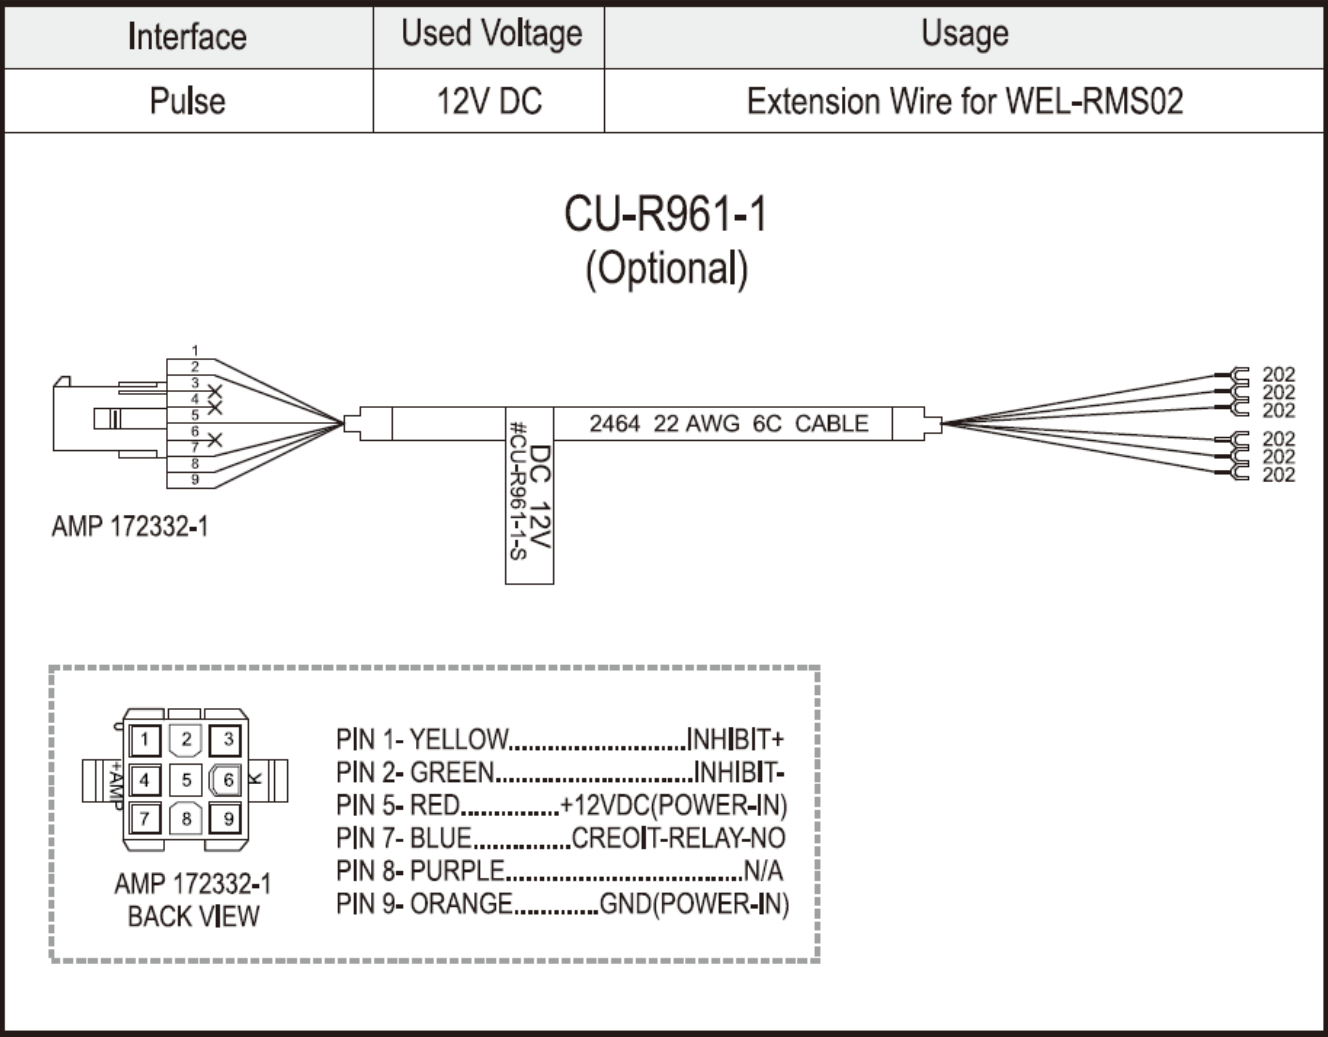 Interface Used Voltage Usage
Pulse 12V DC Extension Wire for WEL-RMS02
CU-R961-1
(Optional)
1
2
3
4
5
6
7
8
9
AMP 172332-1
DC 12V
#CU-R961-1-S
2464 22 AWG 6C CABLE
202
202
202
202
202
202
1 2 3
4 5 6
7 8 9
+AMP
K
AMP 172332-1
BACK VIEW
PIN 1- YELLOW............................INHIBIT+
PIN 2- GREEN...............................INHIBIT-
PIN 5- RED...............+12VDC(POWER-IN)
PIN 7- BLUE...............CREOIT-RELAY-NO
PIN 8- PURPLE.....................................N/A
PIN 9- ORANGE.............GND(POWER-IN)